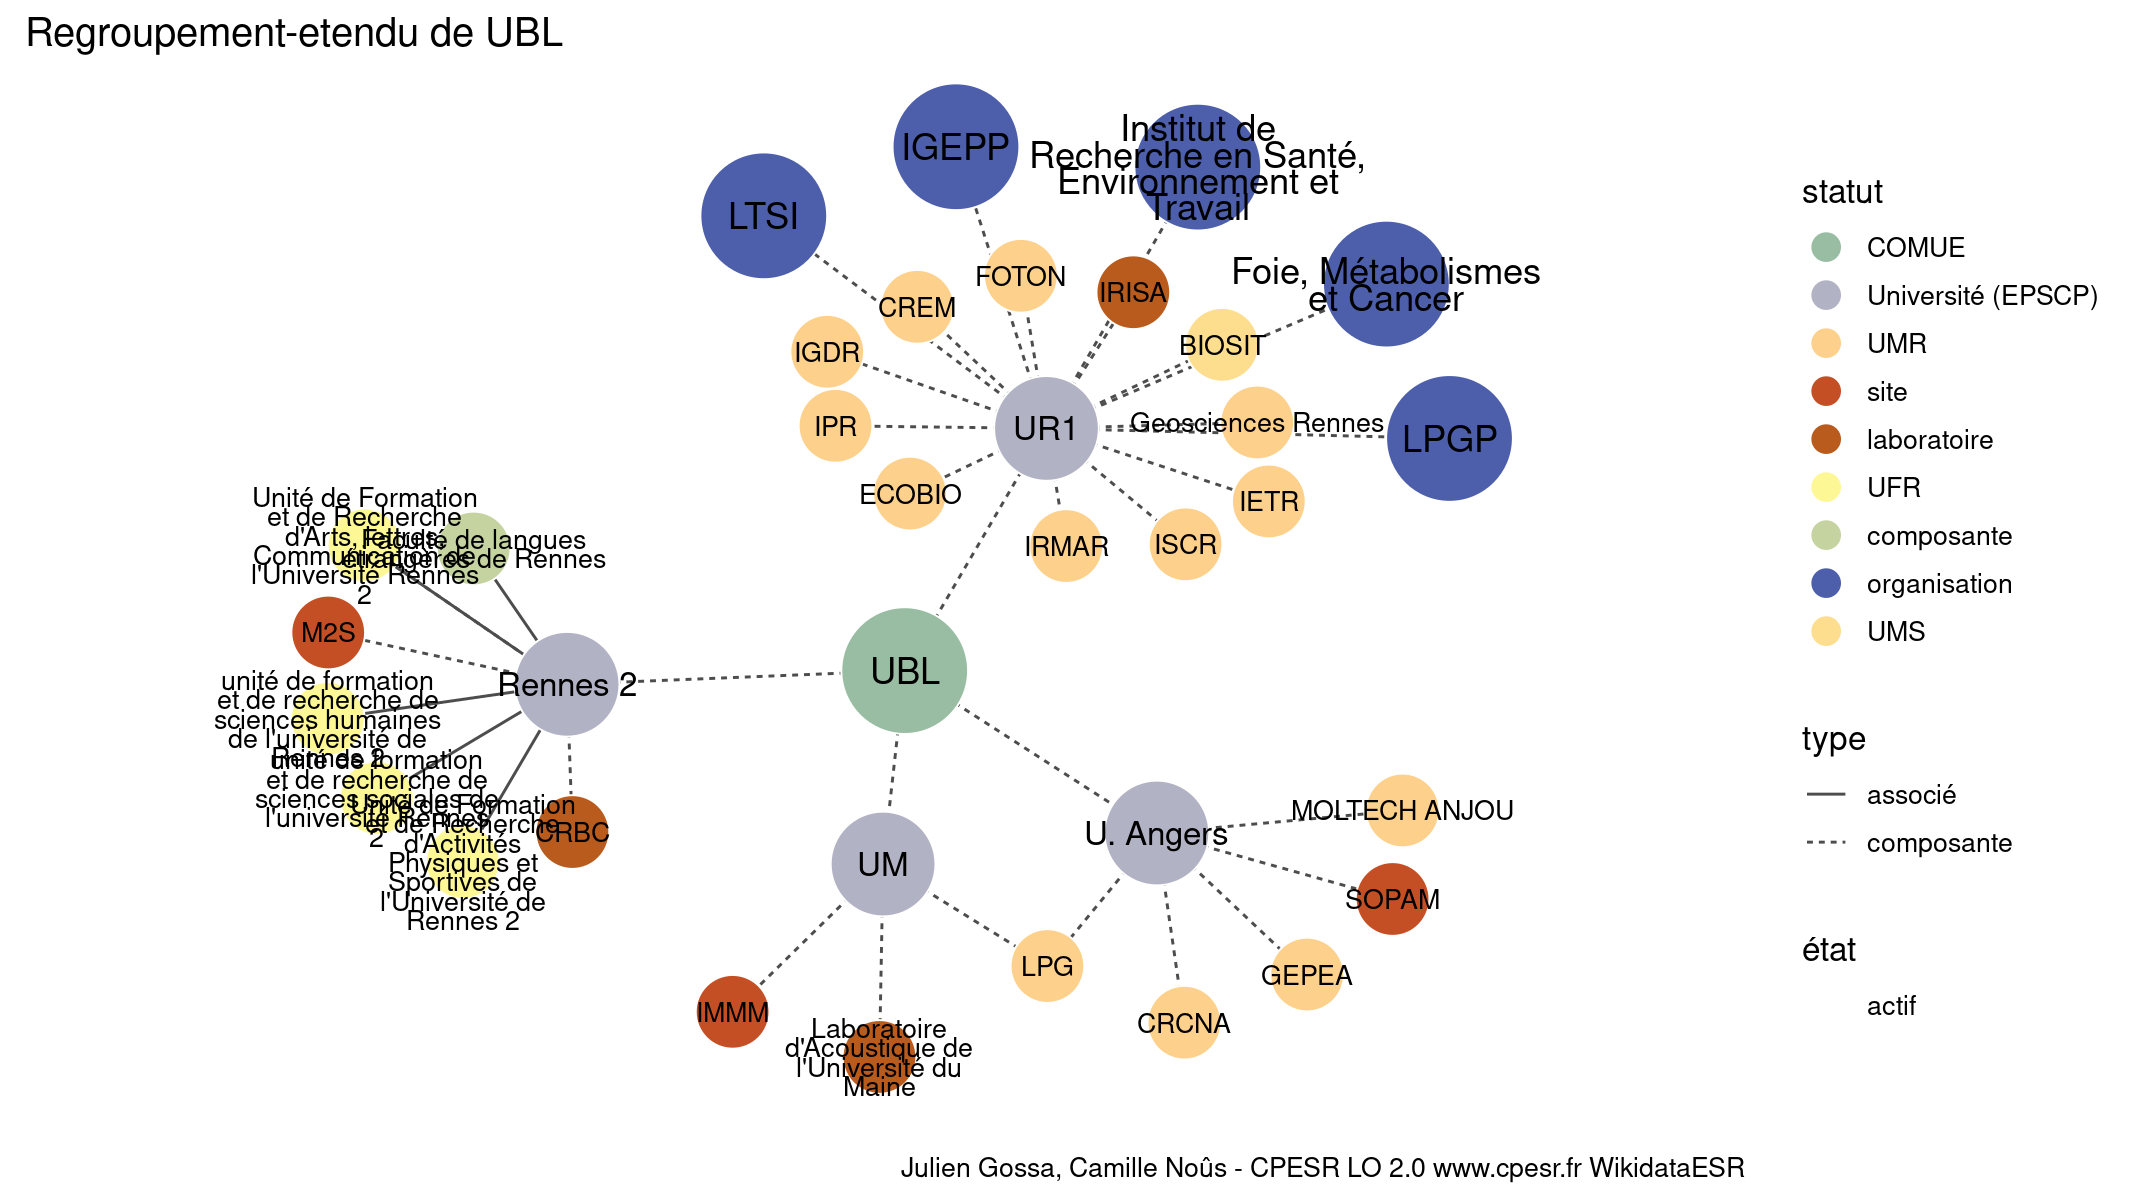 Regroupement-etendu de UBL
IGEPP
Institut de
Recherche en Santé,
Environnement et
Travail
LTSI
FOTON
IRISA
Foie, Métabolismes
et Cancer
CREM
BIOSIT
IGDR
UR1
Geosciences Rennes
LPGP
IPR
ECOBIO
IETR
IRMAR
ISCR
Unité de Formation
et de Recherche
d'Arts, lettres,
Communication de
l'Université Rennes
2
Faculté de langues
étrangères de Rennes
M2S
Rennes 2
UBL
unité de formation
et de recherche de
sciences humaines
de l'université de
Rennes 2
unité de formation
et de recherche de
sciences sociales de
l'université Rennes
2
Unité de Formation
et de Recherche
d'Activités
Physiques et
Sportives de
l'Université de
Rennes 2
CRBC
UM
U. Angers
MOLTECH ANJOU
SOPAM
LPG
GEPEA
CRCNA
IMMM
Laboratoire
d'Acoustique de
l'Université du
Maine
statut
COMUE
Université (EPSCP)
UMR
site
laboratoire
UFR
composante
organisation
UMS
type
associé
composante
état
actif
Julien Gossa, Camille Noûs - CPESR LO 2.0 www.cpesr.fr WikidataESR